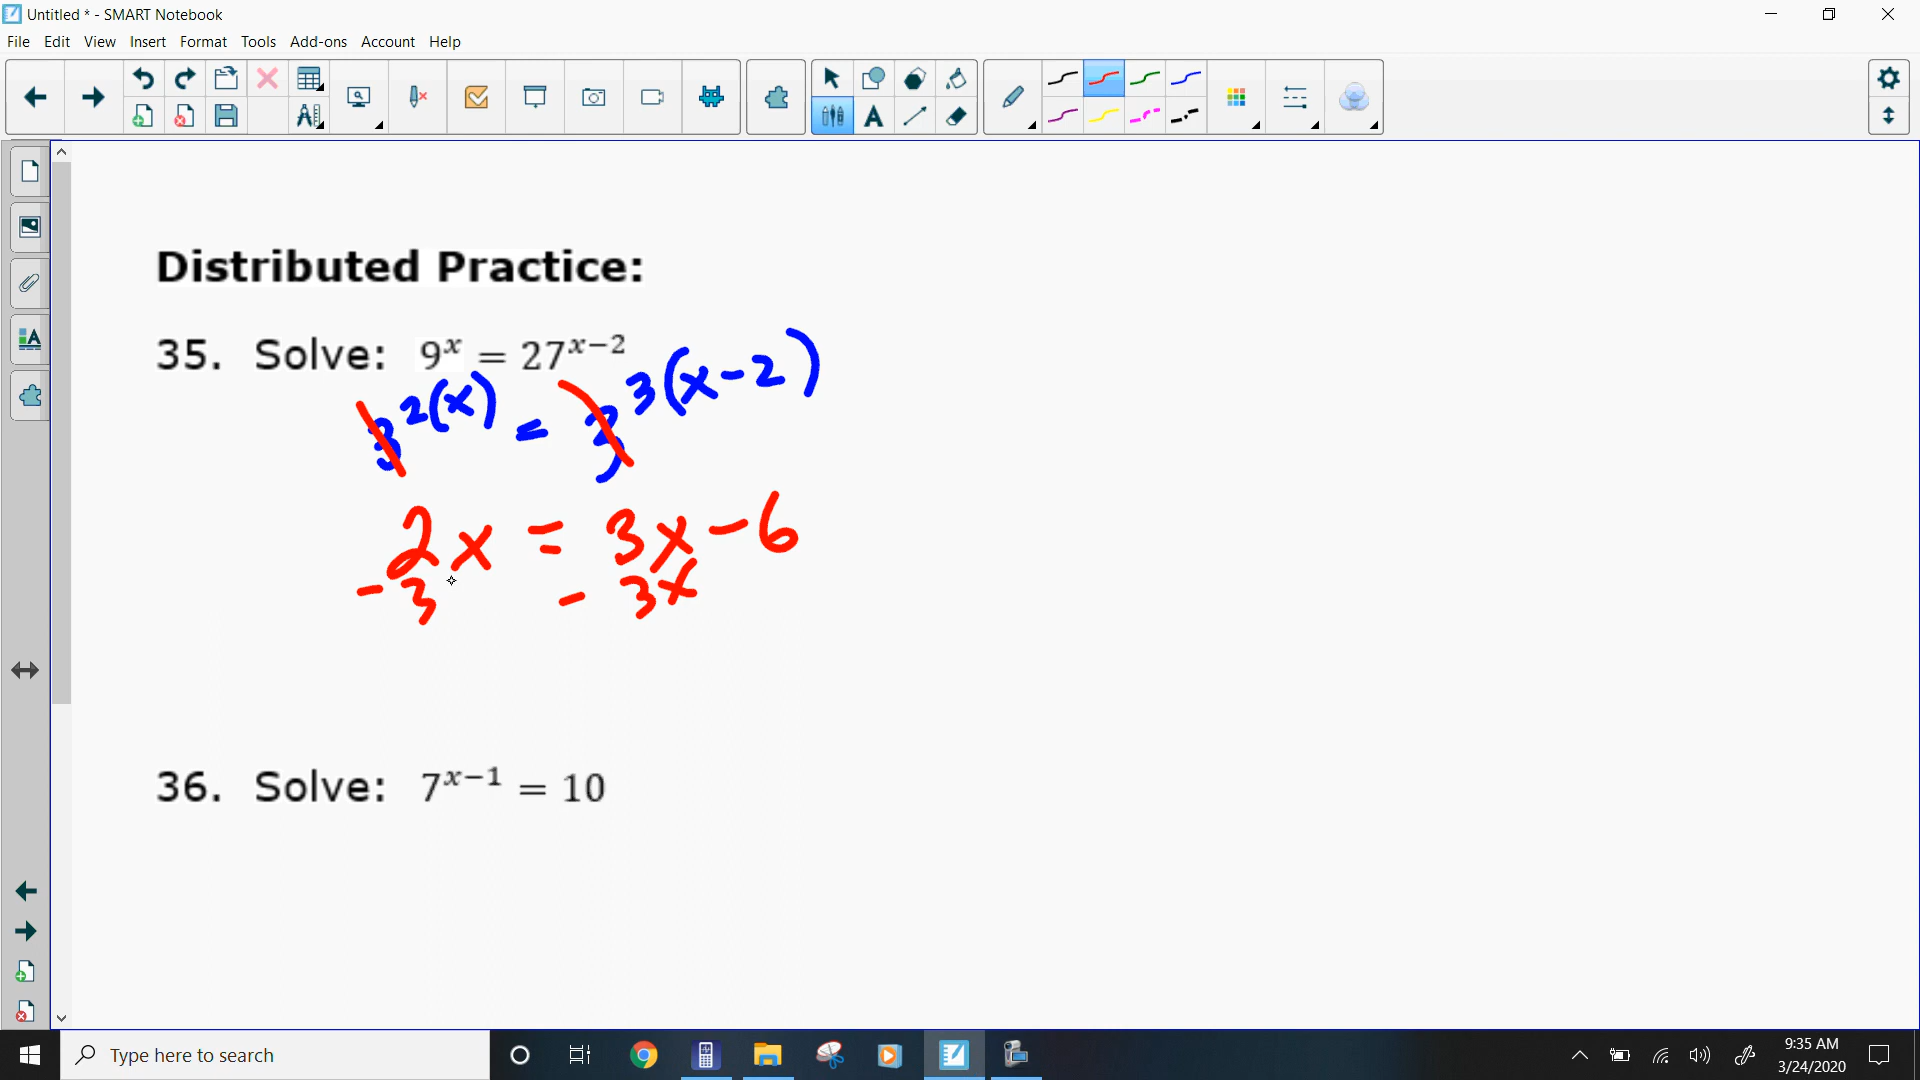 Untitled * - SMART Notebook
File Edit View Insert Format Tools Add-ons Account Help
Distributed Practice:
35. Solve: 9^x = 27^{x-2}
3^{2(x)} = 3^{3(x-2)}
2x = 3x-6
-3 -3x
36. Solve: 7^{x-1} = 10
Type here to search
9:35 AM
3/24/2020